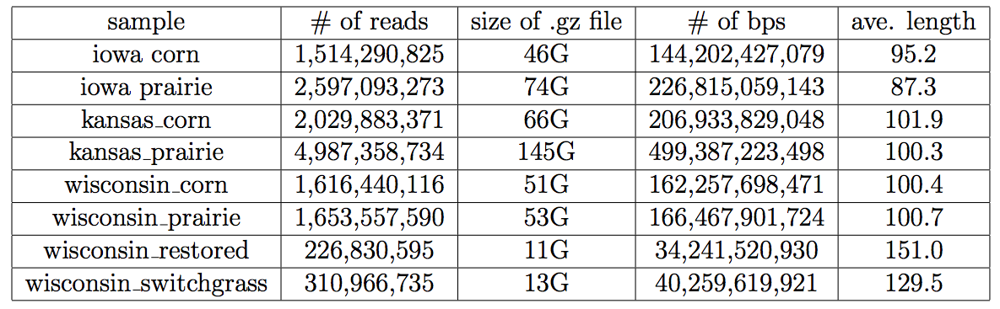 sample # of reads size of .gz file # of bps ave. length
iowa corn 1,514,290,825 46G 144,202,427,079 95.2
iowa prairie 2,597,093,273 74G 226,815,059,143 87.3
kansas_corn 2,029,883,371 66G 206,933,829,048 101.9
kansas_prairie 4,987,358,734 145G 499,387,223,498 100.3
wisconsin_corn 1,616,440,116 51G 162,257,698,471 100.4
wisconsin_prairie 1,653,557,590 53G 166,467,901,724 100.7
wisconsin_restored 226,830,595 11G 34,241,520,930 151.0
wisconsin_switchgrass 310,966,735 13G 40,259,619,921 129.5